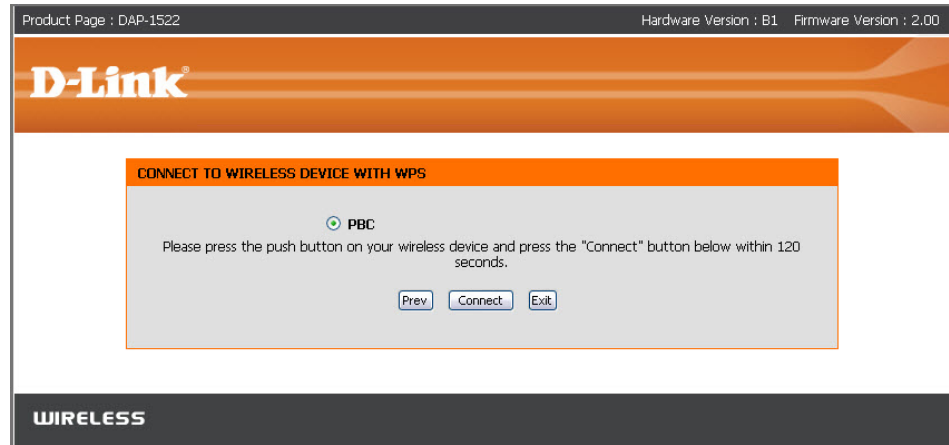 Product Page : DAP-1522 Hardware Version : B1 Firmware Version : 2.00
D-Link®
CONNECT TO WIRELESS DEVICE WITH WPS
PBC
Please press the push button on your wireless device and press the "Connect" button below within 120
seconds.
Prev Connect Exit
WIRELESS